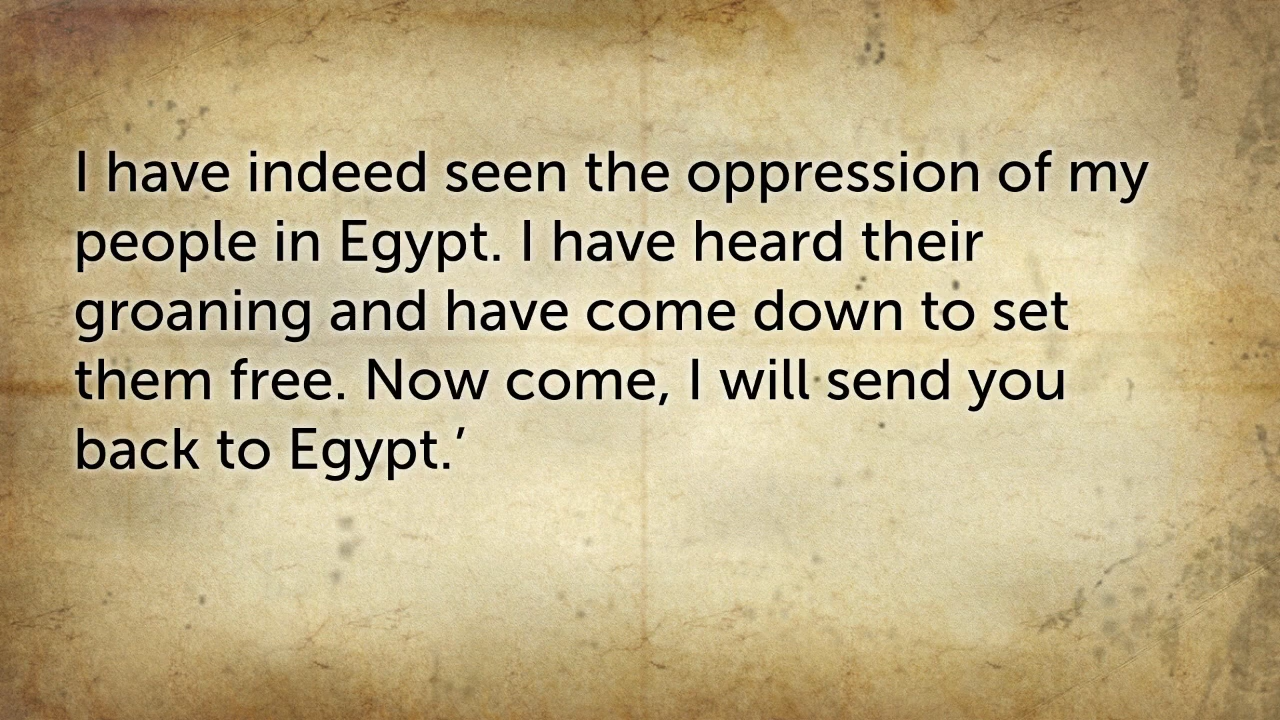 I have indeed seen the oppression of my
people in Egypt. I have heard their
groaning and have come down to set
them free. Now come, I will send you
back to Egypt.’